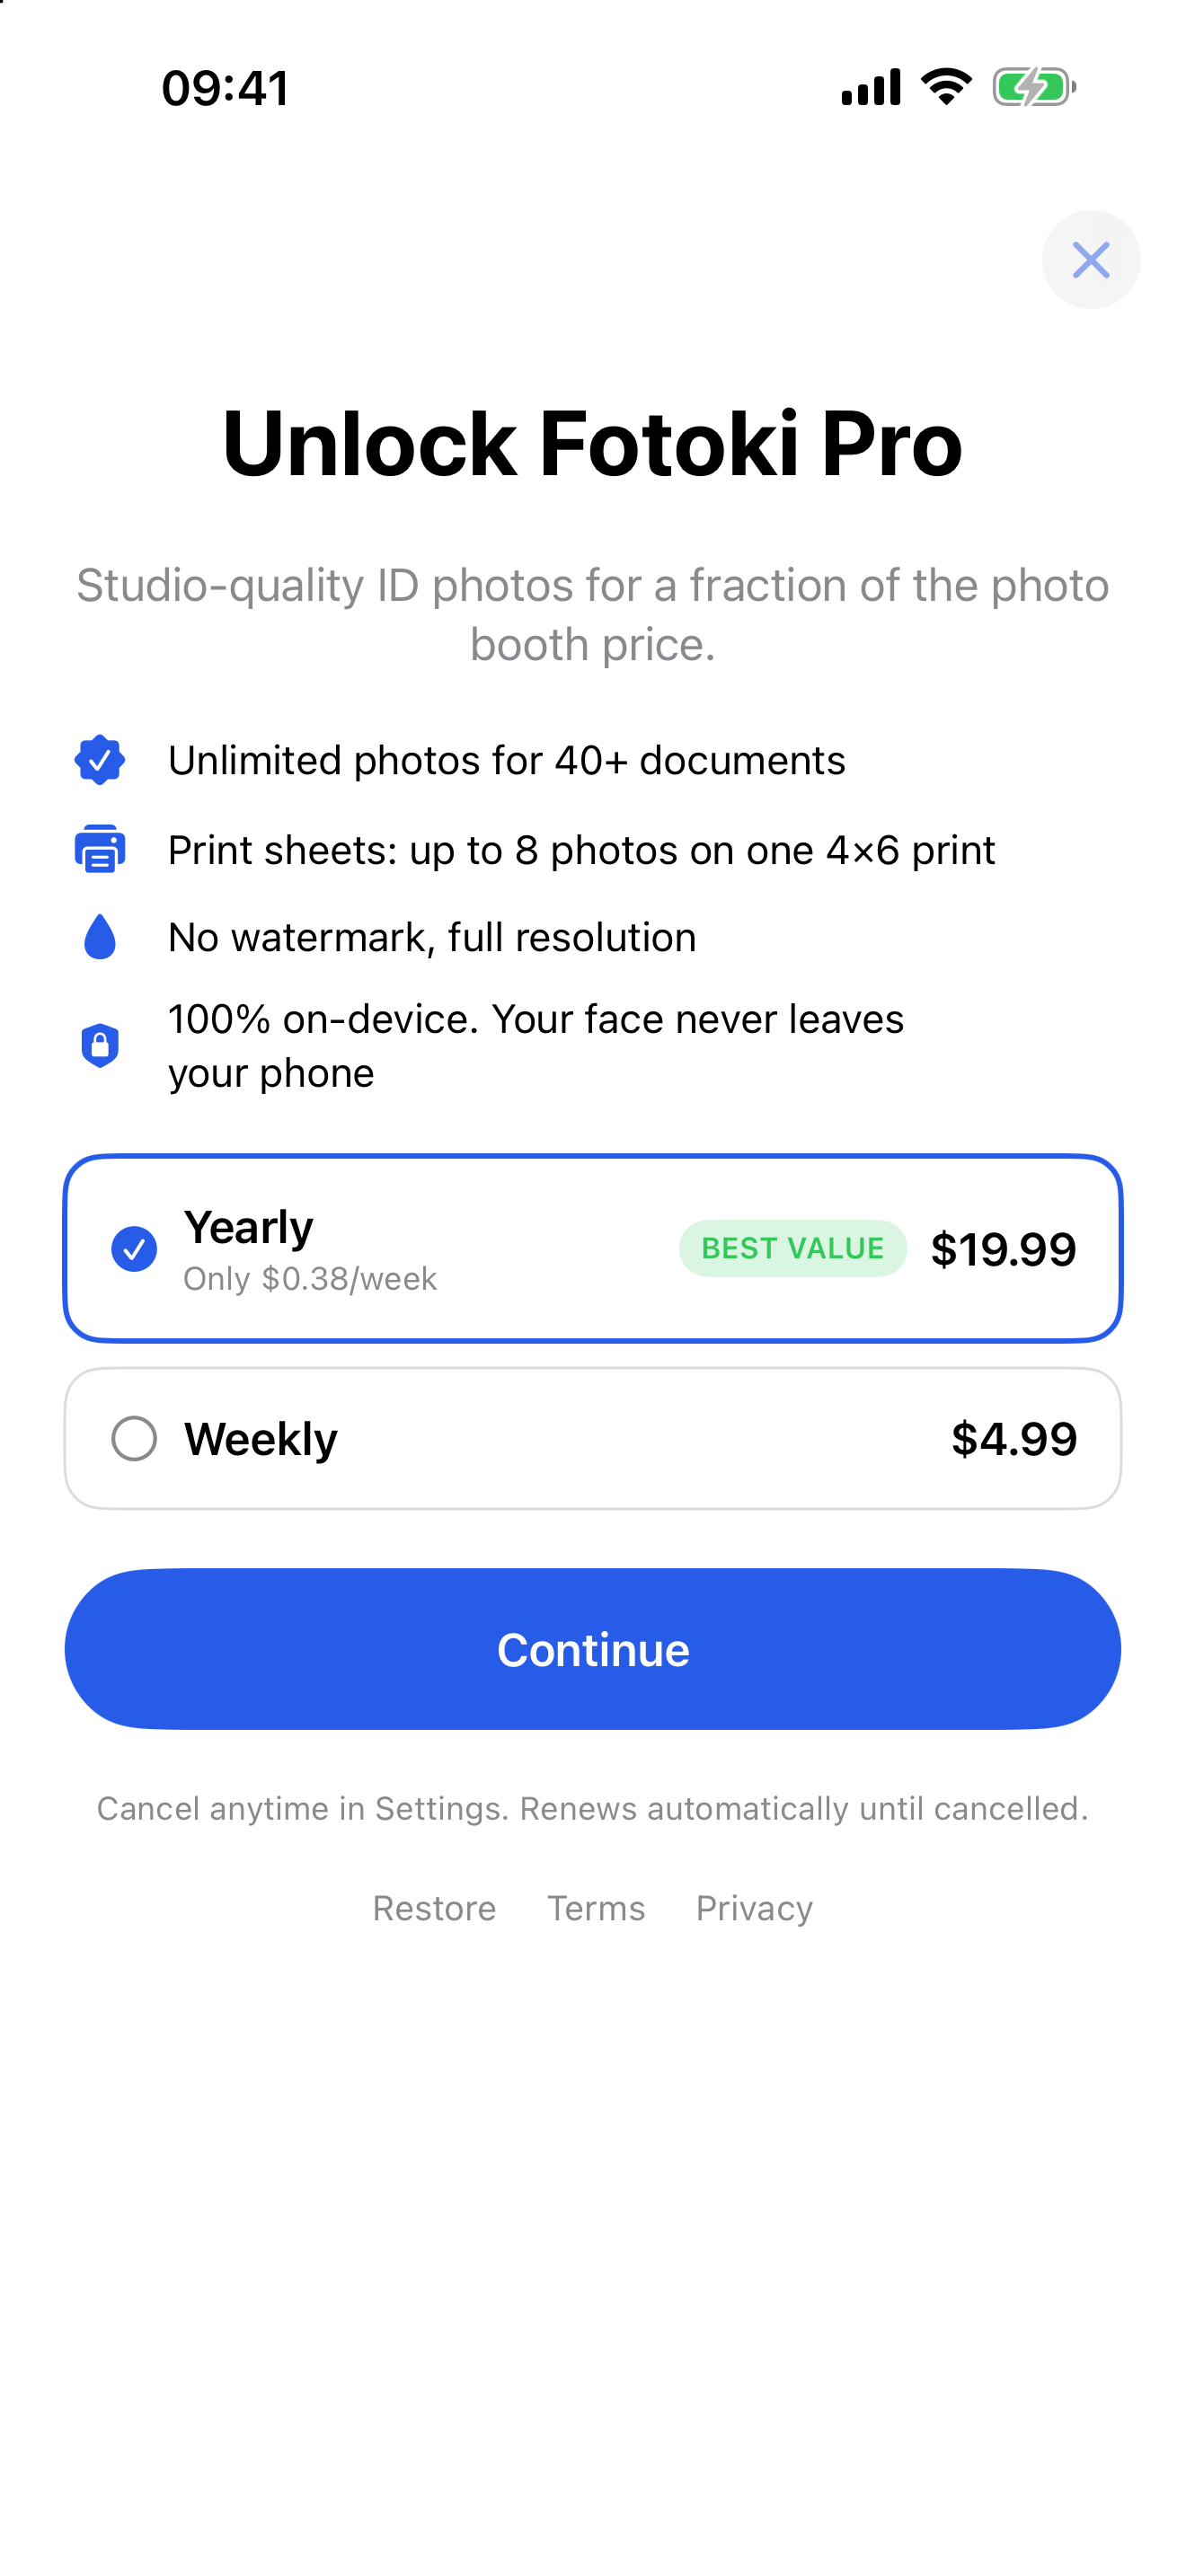 09:41
Unlock Fotoki Pro
Studio-quality ID photos for a fraction of the photo
booth price.
Unlimited photos for 40+ documents
Print sheets: up to 8 photos on one 4×6 print
No watermark, full resolution
100% on-device. Your face never leaves
your phone
Yearly
Only $0.38/week
BEST VALUE
$19.99
Weekly
$4.99
Continue
Cancel anytime in Settings. Renews automatically until cancelled.
Restore Terms Privacy